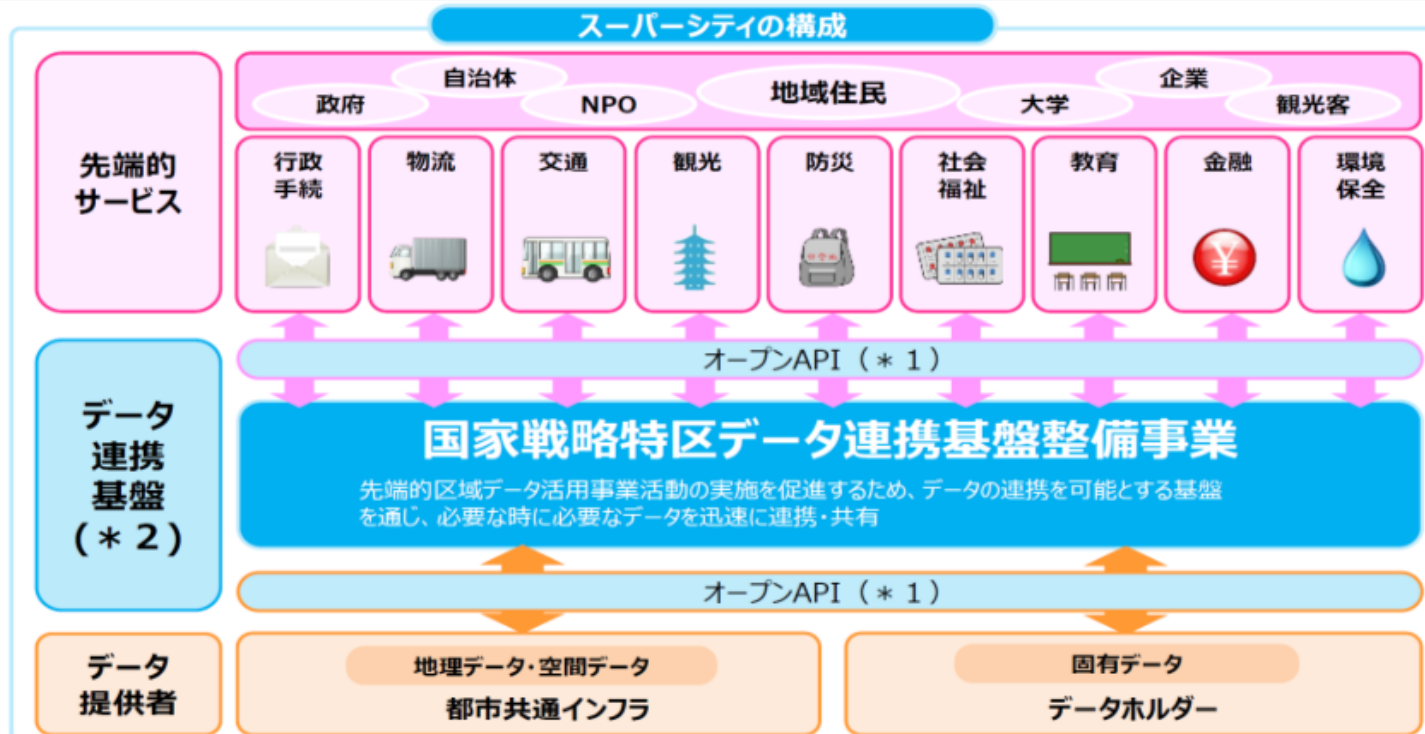 スーパーシティの構成
先端的
サービス
政府
自治体
NPO
地域住民
大学
企業
観光客
行政
手続
物流
交通
観光
防災
社会
福祉
教育
金融
環境
保全
オープンAPI（＊１）
データ
連携
基盤
(＊２)
国家戦略特区データ連携基盤整備事業
先端的区域データ活用事業活動の実施を促進するため、データの連携を可能とする基盤
を通じ、必要な時に必要なデータを迅速に連携・共有
オープンAPI（＊１）
データ
提供者
地理データ・空間データ
都市共通インフラ
固有データ
データホルダー